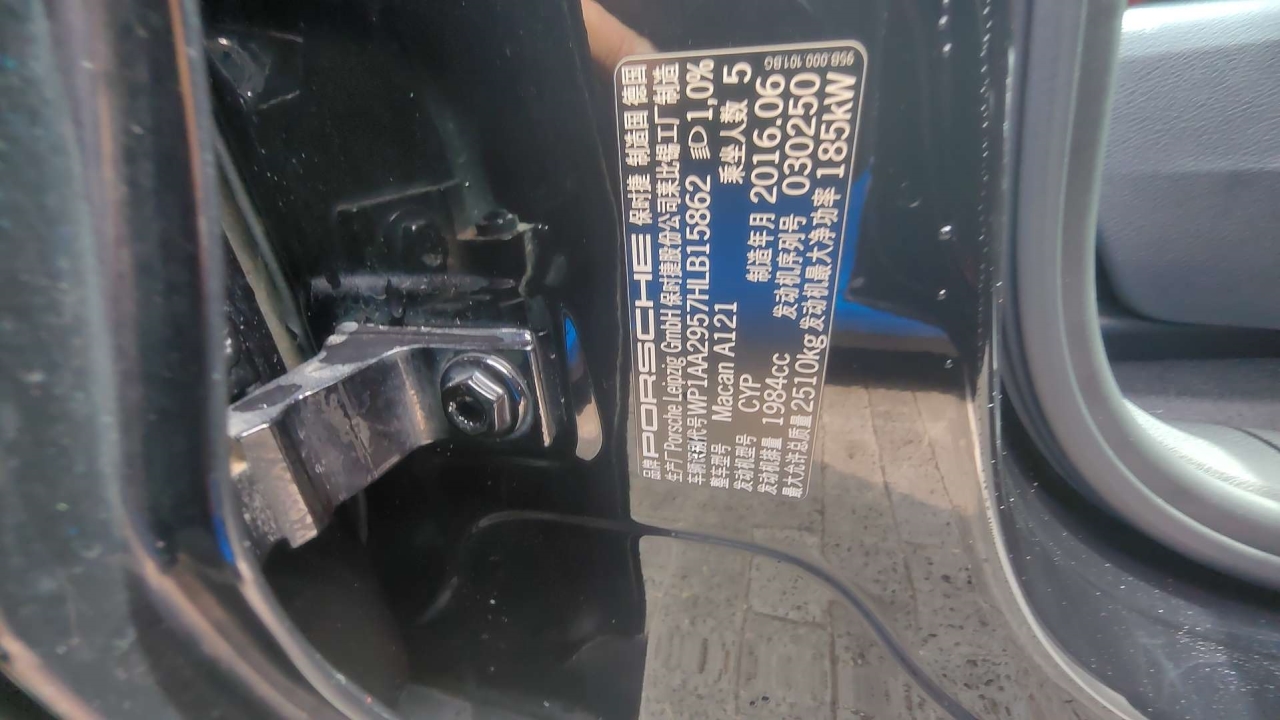 95B.000.101.BG
品牌 PORSCHE 保时捷 制造国 德国
生产厂 Porsche Leipzig GmbH 保时捷股份公司莱比锡工厂制造
车辆识别代号 WP1AA2957HLB15862 1,0%
整车型号 Macan A121 乘坐人数 5
发动机型号 CYP 制造年月 2016.06
发动机排量 1984cc 发动机序列号 030250
最大允许总质量 2510kg 发动机最大净功率 185kW